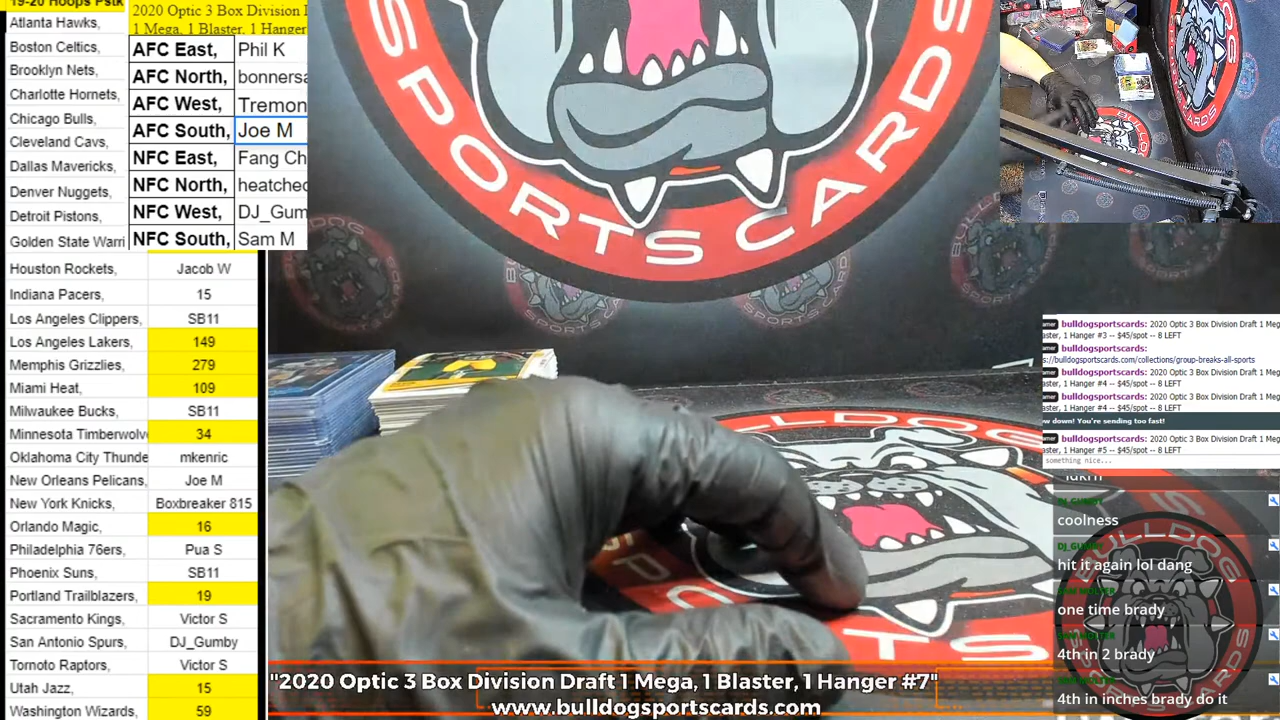 19-20 Hoops Pstk
Atlanta Hawks,
Boston Celtics,
Brooklyn Nets,
Charlotte Hornets,
Chicago Bulls,
Cleveland Cavs,
Dallas Mavericks,
Denver Nuggets,
Detroit Pistons,
Golden State Warri
Houston Rockets, Jacob W
Indiana Pacers, 15
Los Angeles Clippers, SB11
Los Angeles Lakers, 149
Memphis Grizzlies, 279
Miami Heat, 109
Milwaukee Bucks, SB11
Minnesota Timberwolv 34
Oklahoma City Thunde mkenric
New Orleans Pelicans, Joe M
New York Knicks, Boxbreaker 815
Orlando Magic, 16
Philadelphia 76ers, Pua S
Phoenix Suns, SB11
Portland Trailblazers, 19
Sacramento Kings, Victor S
San Antonio Spurs, DJ_Gumby
Tornoto Raptors, Victor S
Utah Jazz, 15
Washington Wizards, 59
2020 Optic 3 Box Division
1 Mega, 1 Blaster, 1 Hanger
AFC East, Phil K
AFC North, bonnersa
AFC West, Tremon
AFC South, Joe M
NFC East, Fang Ch
NFC North, heatched
NFC West, DJ_Gum
NFC South, Sam M
SPORTS CARDS
BULLDOG
bulldogsportscards: 2020 Optic 3 Box Division Draft 1 Meg
aster, 1 Hanger #3 -- $45/spot -- 8 LEFT
bulldogsportscards:
s://bulldogsportscards.com/collections/group-breaks-all-sports
bulldogsportscards: 2020 Optic 3 Box Division Draft 1 Meg
aster, 1 Hanger #4 -- $45/spot -- 8 LEFT
bulldogsportscards: 2020 Optic 3 Box Division Draft 1 Meg
aster, 1 Hanger #4 -- $45/spot -- 8 LEFT
ow down! You're sending too fast!
bulldogsportscards: 2020 Optic 3 Box Division Draft 1 Meg
aster, 1 Hanger #5 -- $45/spot -- 8 LEFT
something nice...
coolness
DJ_GUMBY
hit it again lol dang
one time brady
4th in 2 brady
4th in inches brady do it
"2020 Optic 3 Box Division Draft 1 Mega, 1 Blaster, 1 Hanger #7"
www.bulldogsportscards.com